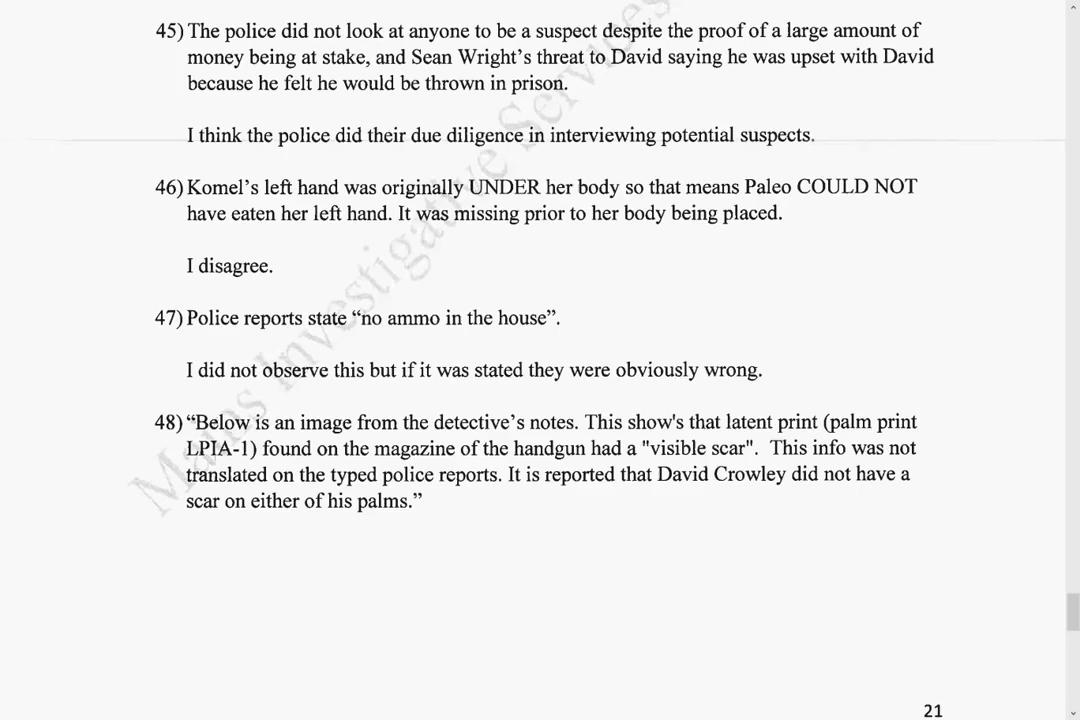 45) The police did not look at anyone to be a suspect despite the proof of a large amount of
money being at stake, and Sean Wright's threat to David saying he was upset with David
because he felt he would be thrown in prison.
I think the police did their due diligence in interviewing potential suspects.
46) Komel's left hand was originally UNDER her body so that means Paleo COULD NOT
have eaten her left hand. It was missing prior to her body being placed.
I disagree.
47) Police reports state “no ammo in the house”.
I did not observe this but if it was stated they were obviously wrong.
48) “Below is an image from the detective's notes. This show's that latent print (palm print
LPIA-1) found on the magazine of the handgun had a "visible scar". This info was not
translated on the typed police reports. It is reported that David Crowley did not have a
scar on either of his palms.”
Mains Investigative Services
21